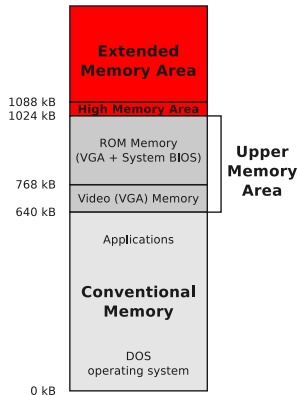 Extended
Memory Area
1088 kB
High Memory Area
1024 kB
ROM Memory
(VGA + System BIOS)
Upper
Memory
Area
768 kB
Video (VGA) Memory
640 kB
Applications
Conventional
Memory
DOS
operating system
0 kB